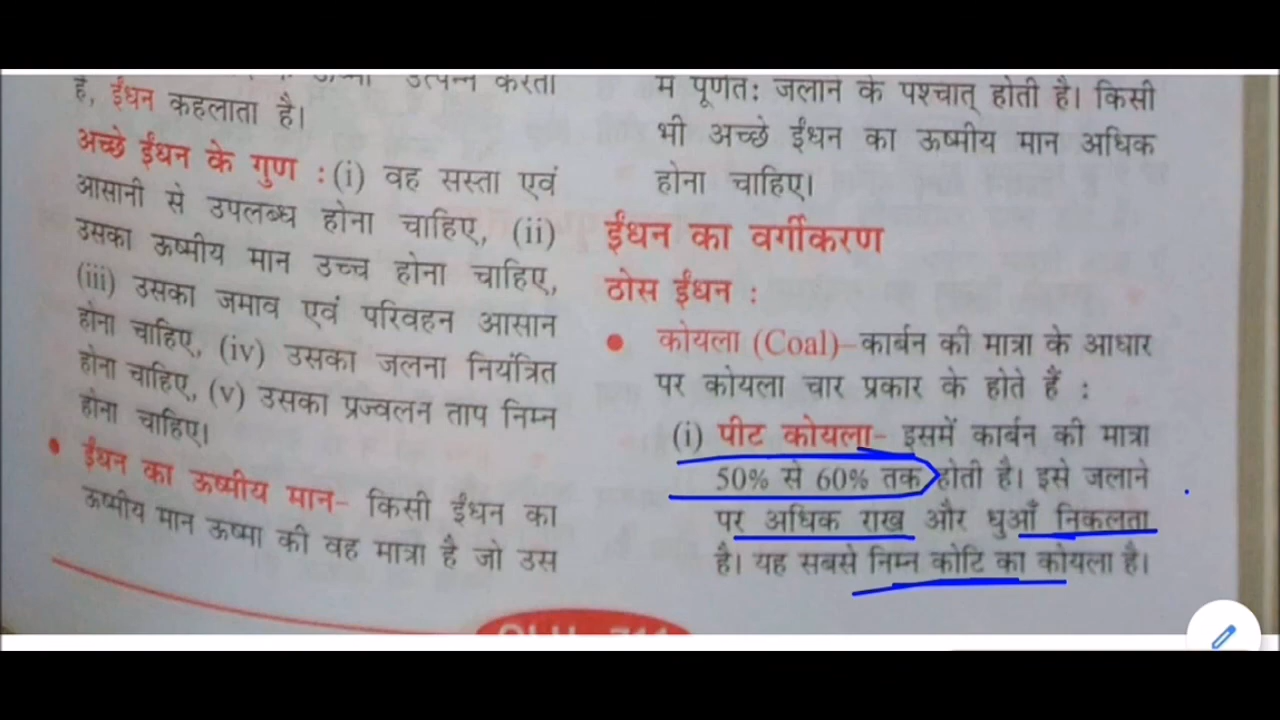 उत्पन्न करता
है, ईंधन कहलाता है।
अच्छे ईंधन के गुण : (i) वह सस्ता एवं
आसानी से उपलब्ध होना चाहिए, (ii)
उसका ऊष्मीय मान उच्च होना चाहिए,
(iii) उसका जमाव एवं परिवहन आसान
होना चाहिए, (iv) उसका जलना नियंत्रित
होना चाहिए, (v) उसका प्रज्वलन ताप निम्न
होना चाहिए।
• ईंधन का ऊष्मीय मान- किसी ईंधन का
ऊष्मीय मान ऊष्मा की वह मात्रा है जो उस
में पूर्णत: जलाने के पश्चात् होती है। किसी
भी अच्छे ईंधन का ऊष्मीय मान अधिक
होना चाहिए।
ईंधन का वर्गीकरण
ठोस ईंधन :
• कोयला (Coal)–कार्बन की मात्रा के आधार
पर कोयला चार प्रकार के होते हैं :
(i) पीट कोयला- इसमें कार्बन की मात्रा
50% से 60% तक होती है। इसे जलाने
पर अधिक राख और धुआँ निकलता
है। यह सबसे निम्न कोटि का कोयला है।